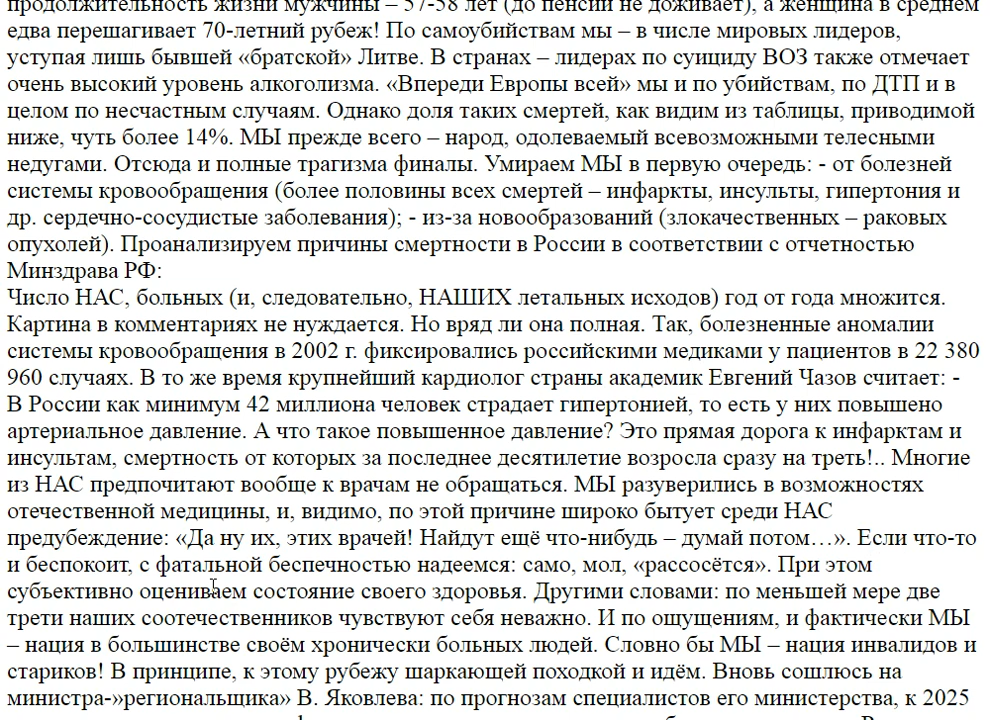 продолжительность жизни мужчины – 57-58 лет (до пенсии не доживает), а женщина в среднем
едва перешагивает 70-летний рубеж! По самоубийствам мы – в числе мировых лидеров,
уступая лишь бывшей «братской» Литве. В странах – лидерах по суициду ВОЗ также отмечает
очень высокий уровень алкоголизма. «Впереди Европы всей» мы и по убийствам, по ДТП и в
целом по несчастным случаям. Однако доля таких смертей, как видим из таблицы, приводимой
ниже, чуть более 14%. МЫ прежде всего – народ, одолеваемый всевозможными телесными
недугами. Отсюда и полные трагизма финалы. Умираем МЫ в первую очередь: - от болезней
системы кровообращения (более половины всех смертей – инфаркты, инсульты, гипертония и
др. сердечно-сосудистые заболевания); - из-за новообразований (злокачественных – раковых
опухолей). Проанализируем причины смертности в России в соответствии с отчетностью
Минздрава РФ:
Число НАС, больных (и, следовательно, НАШИХ летальных исходов) год от года множится.
Картина в комментариях не нуждается. Но вряд ли она полная. Так, болезненные аномалии
системы кровообращения в 2002 г. фиксировались российскими медиками у пациентов в 22 380
960 случаях. В то же время крупнейший кардиолог страны академик Евгений Чазов считает: -
В России как минимум 42 миллиона человек страдает гипертонией, то есть у них повышено
артериальное давление. А что такое повышенное давление? Это прямая дорога к инфарктам и
инсультам, смертность от которых за последнее десятилетие возросла сразу на треть!.. Многие
из НАС предпочитают вообще к врачам не обращаться. МЫ разуверились в возможностях
отечественной медицины, и, видимо, по этой причине широко бытует среди НАС
предубеждение: «Да ну их, этих врачей! Найдут ещё что-нибудь – думай потом…». Если что-то
и беспокоит, с фатальной беспечностью надеемся: само, мол, «рассосётся». При этом
субъективно оцениваем состояние своего здоровья. Другими словами: по меньшей мере две
трети наших соотечественников чувствуют себя неважно. И по ощущениям, и фактически МЫ
– нация в большинстве своём хронически больных людей. Словно бы МЫ – нация инвалидов и
стариков! В принципе, к этому рубежу шаркающей походкой и идём. Вновь сошлюсь на
министра-»региональщика» В. Яковлева: по прогнозам специалистов его министерства, к 2025